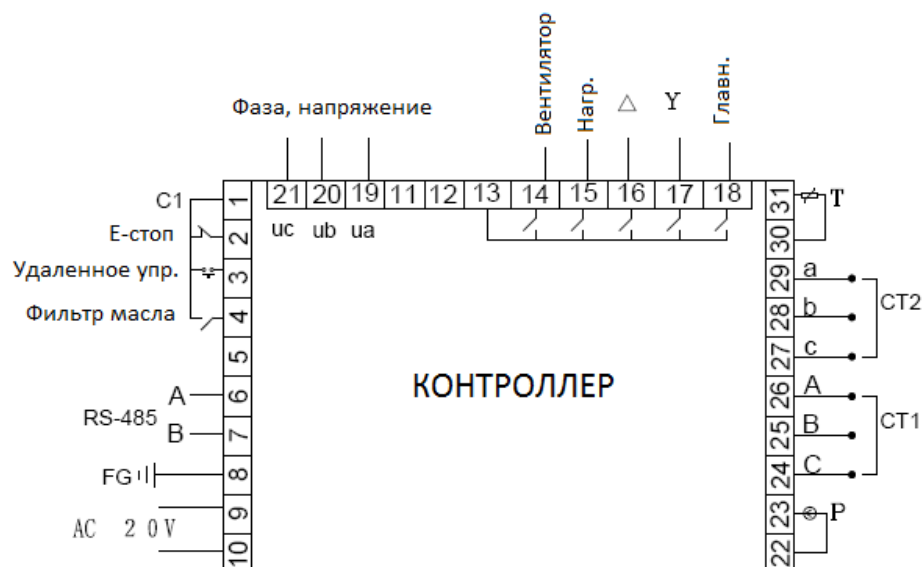 Фаза, напряжение
Вентилятор
Нагр.
△
Y
Главн.
21 20 19 11 12 13 14 15 16 17 18
uc ub ua
C1
1
Е-стоп
2
Удаленное упр.
3
Фильтр масла
4
5
A
6
RS-485
B
7
FG
8
AC 20V
9
10
КОНТРОЛЛЕР
31
T
30
29
a
28
b
CT2
27
c
26
A
25
B
CT1
24
C
23
P
22